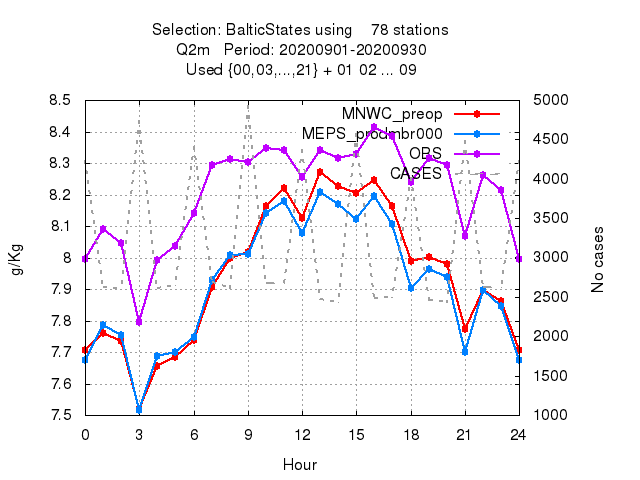 Selection: BalticStates using    78 stations
Q2m   Period: 20200901-20200930
Used {00,03,...,21} + 01 02 ... 09
MNWC_preop
MEPS_prodmbr000
OBS
CASES
g/Kg
8.5
8.4
8.3
8.2
8.1
8
7.9
7.8
7.7
7.6
7.5
5000
4500
4000
3500
3000
2500
2000
1500
1000
No cases
0 3 6 9 12 15 18 21 24
Hour